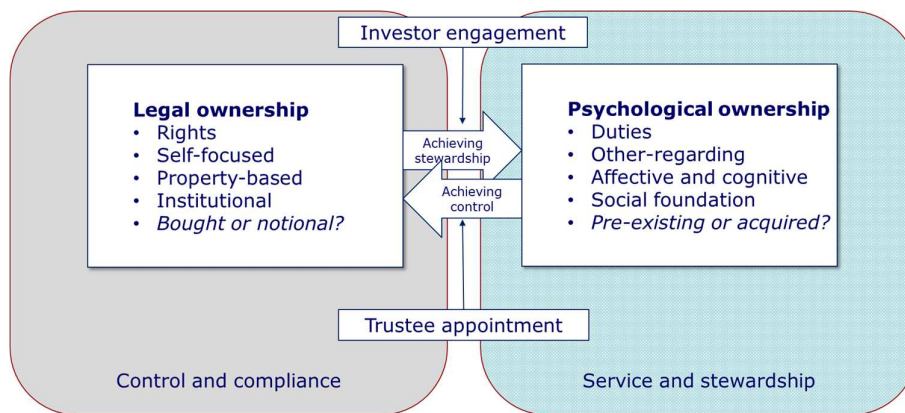 Investor engagement
Legal ownership
• Rights
• Self-focused
• Property-based
• Institutional
• Bought or notional?
Achieving
stewardship
Achieving
control
Psychological ownership
• Duties
• Other-regarding
• Affective and cognitive
• Social foundation
• Pre-existing or acquired?
Trustee appointment
Control and compliance
Service and stewardship